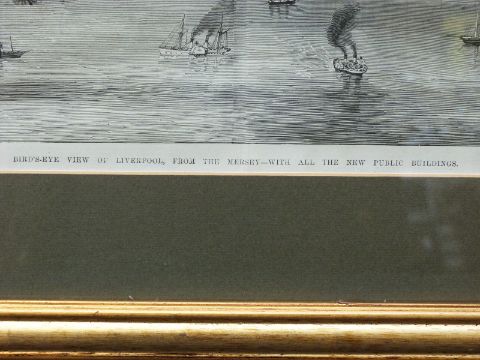 BIRD'S-EYE VIEW OF LIVERPOOL, FROM THE MERSEY—WITH ALL THE NEW PUBLIC BUILDINGS.